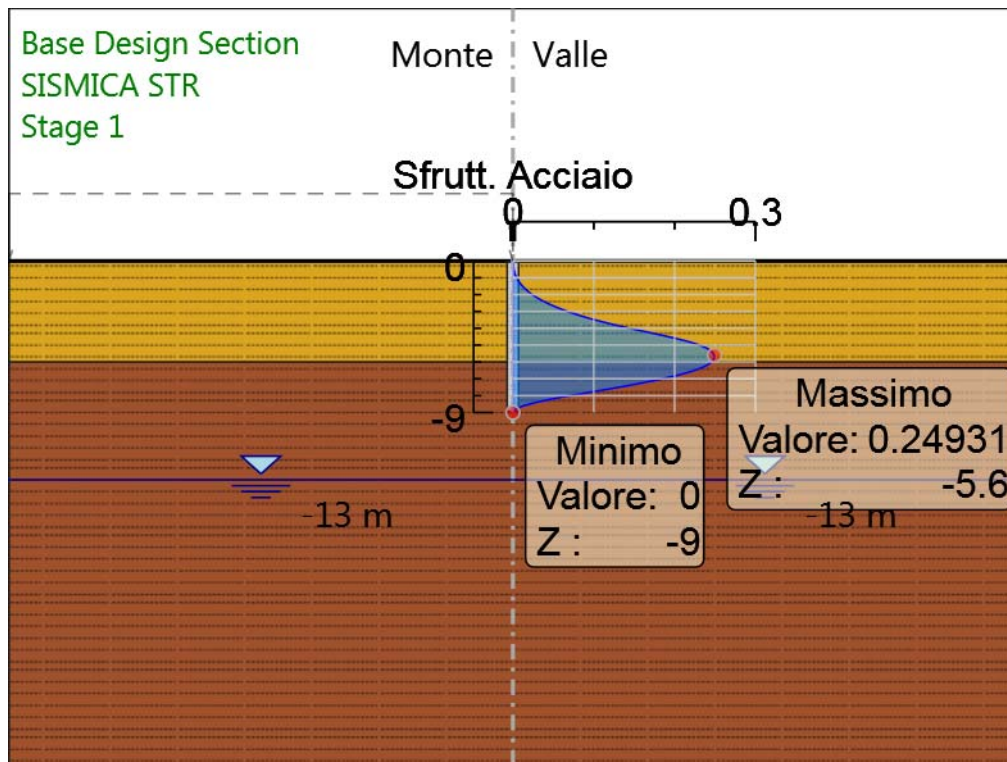 Base Design Section
SISMICA STR
Stage 1
Monte
Valle
Sfrutt. Acciaio
0
0.3
0
-9
Massimo
Valore: 0.24931
Z : -5.6
Minimo
Valore: 0
Z : -9
-13 m
-13 m